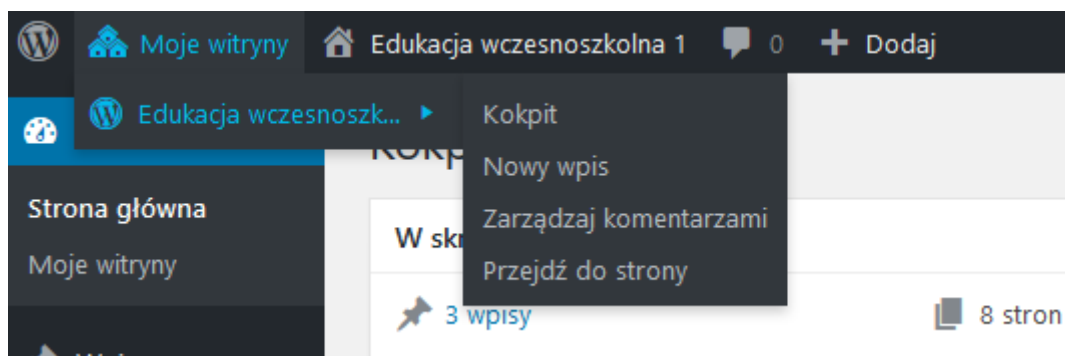 Moje witryny Edukacja wczesnoszkolna 1 0 Dodaj
Edukacja wczesnoszk... Kokpit
Nowy wpis
Strona główna Zarządzaj komentarzami
W skr
Moje witryny Przejdź do strony
3 wpisy 8 stron